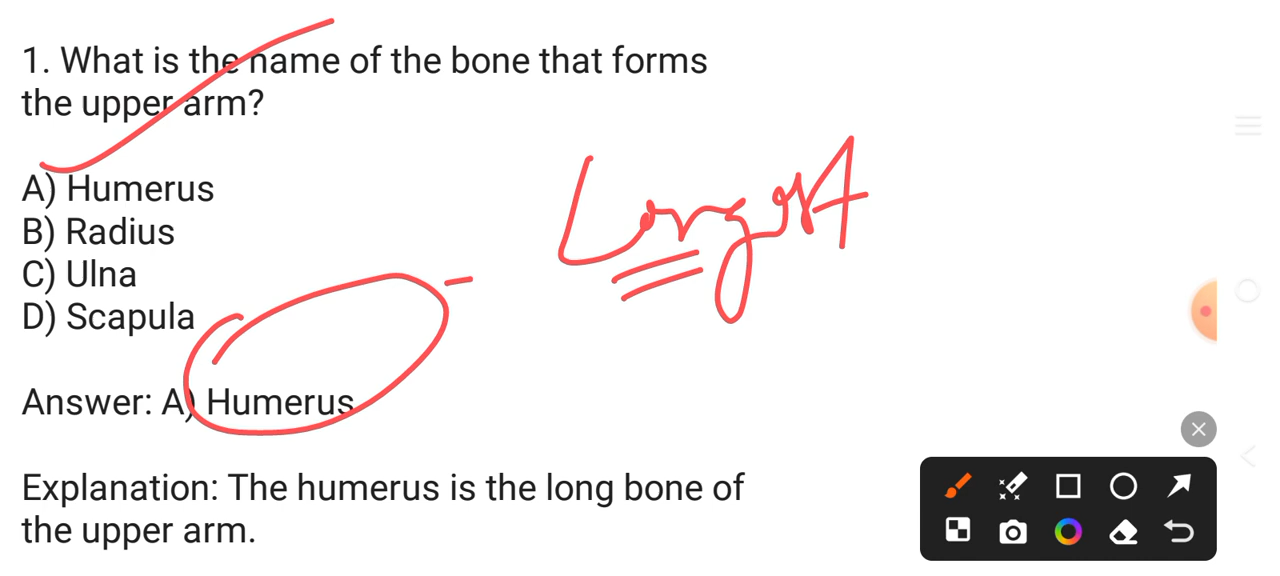 1. What is the name of the bone that forms
the upper arm?
A) Humerus
B) Radius
C) Ulna
D) Scapula
Long
Answer: A) Humerus
Explanation: The humerus is the long bone of
the upper arm.